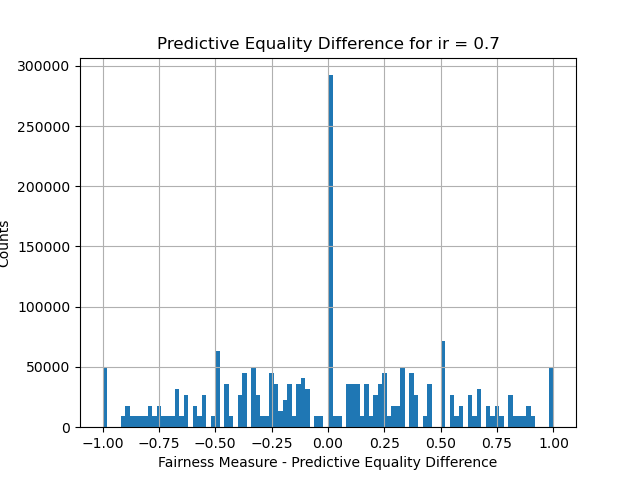 Predictive Equality Difference for ir = 0.7
300000
250000
200000
150000
100000
50000
0
Counts
−1.00 −0.75 −0.50 −0.25 0.00 0.25 0.50 0.75 1.00
Fairness Measure - Predictive Equality Difference